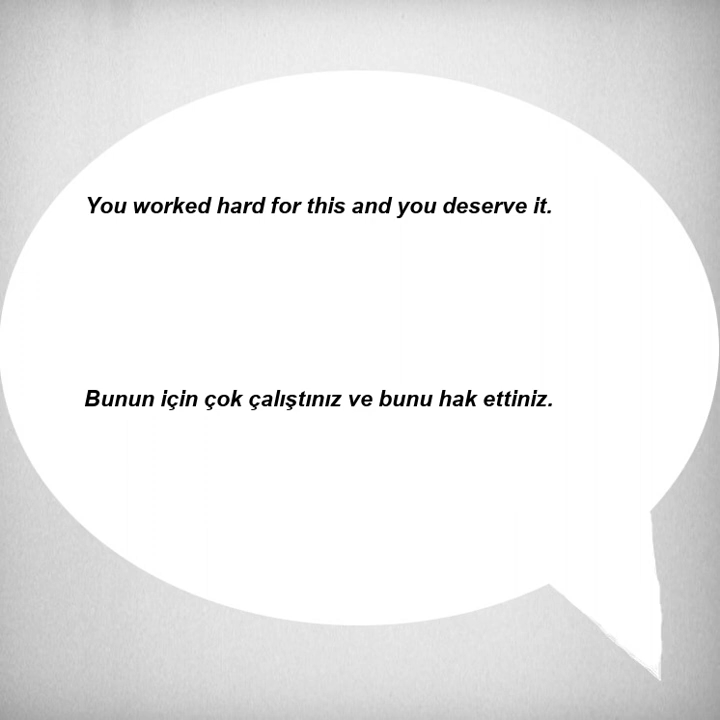 You worked hard for this and you deserve it.
Bunun için çok çalıştınız ve bunu hak ettiniz.